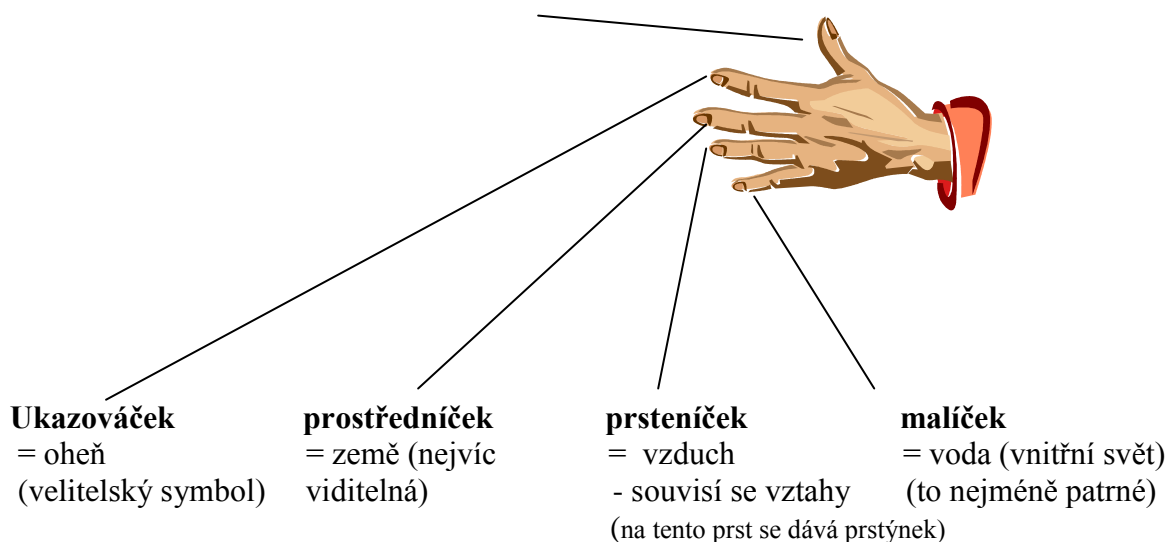 Ukazováček
= oheň
(velitelský symbol)
prostředníček
= země (nejvíc
viditelná)
prsteníček
= vzduch
- souvisí se vztahy
(na tento prst se dává prstýnek)
malíček
= voda (vnitřní svět)
(to nejméně patrné)